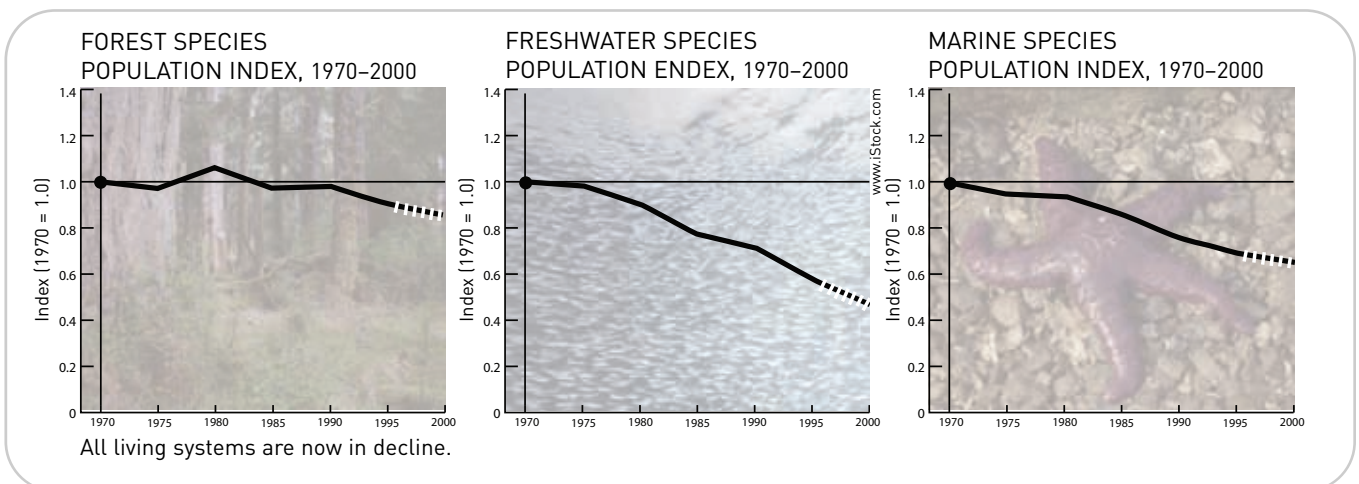 FOREST SPECIES
POPULATION INDEX, 1970–2000
Index (1970 = 1.0)
1.4
1.2
1.0
0.8
0.6
0.4
0.2
0
1970 1975 1980 1985 1990 1995 2000
All living systems are now in decline.
FRESHWATER SPECIES
POPULATION ENDEX, 1970–2000
Index (1970 = 1.0)
1.4
1.2
1.0
0.8
0.6
0.4
0.2
0
1970 1975 1980 1985 1990 1995 2000
www.iStock.com
MARINE SPECIES
POPULATION INDEX, 1970–2000
Index (1970 = 1.0)
1.4
1.2
1.0
0.8
0.6
0.4
0.2
0
1970 1975 1980 1985 1990 1995 2000